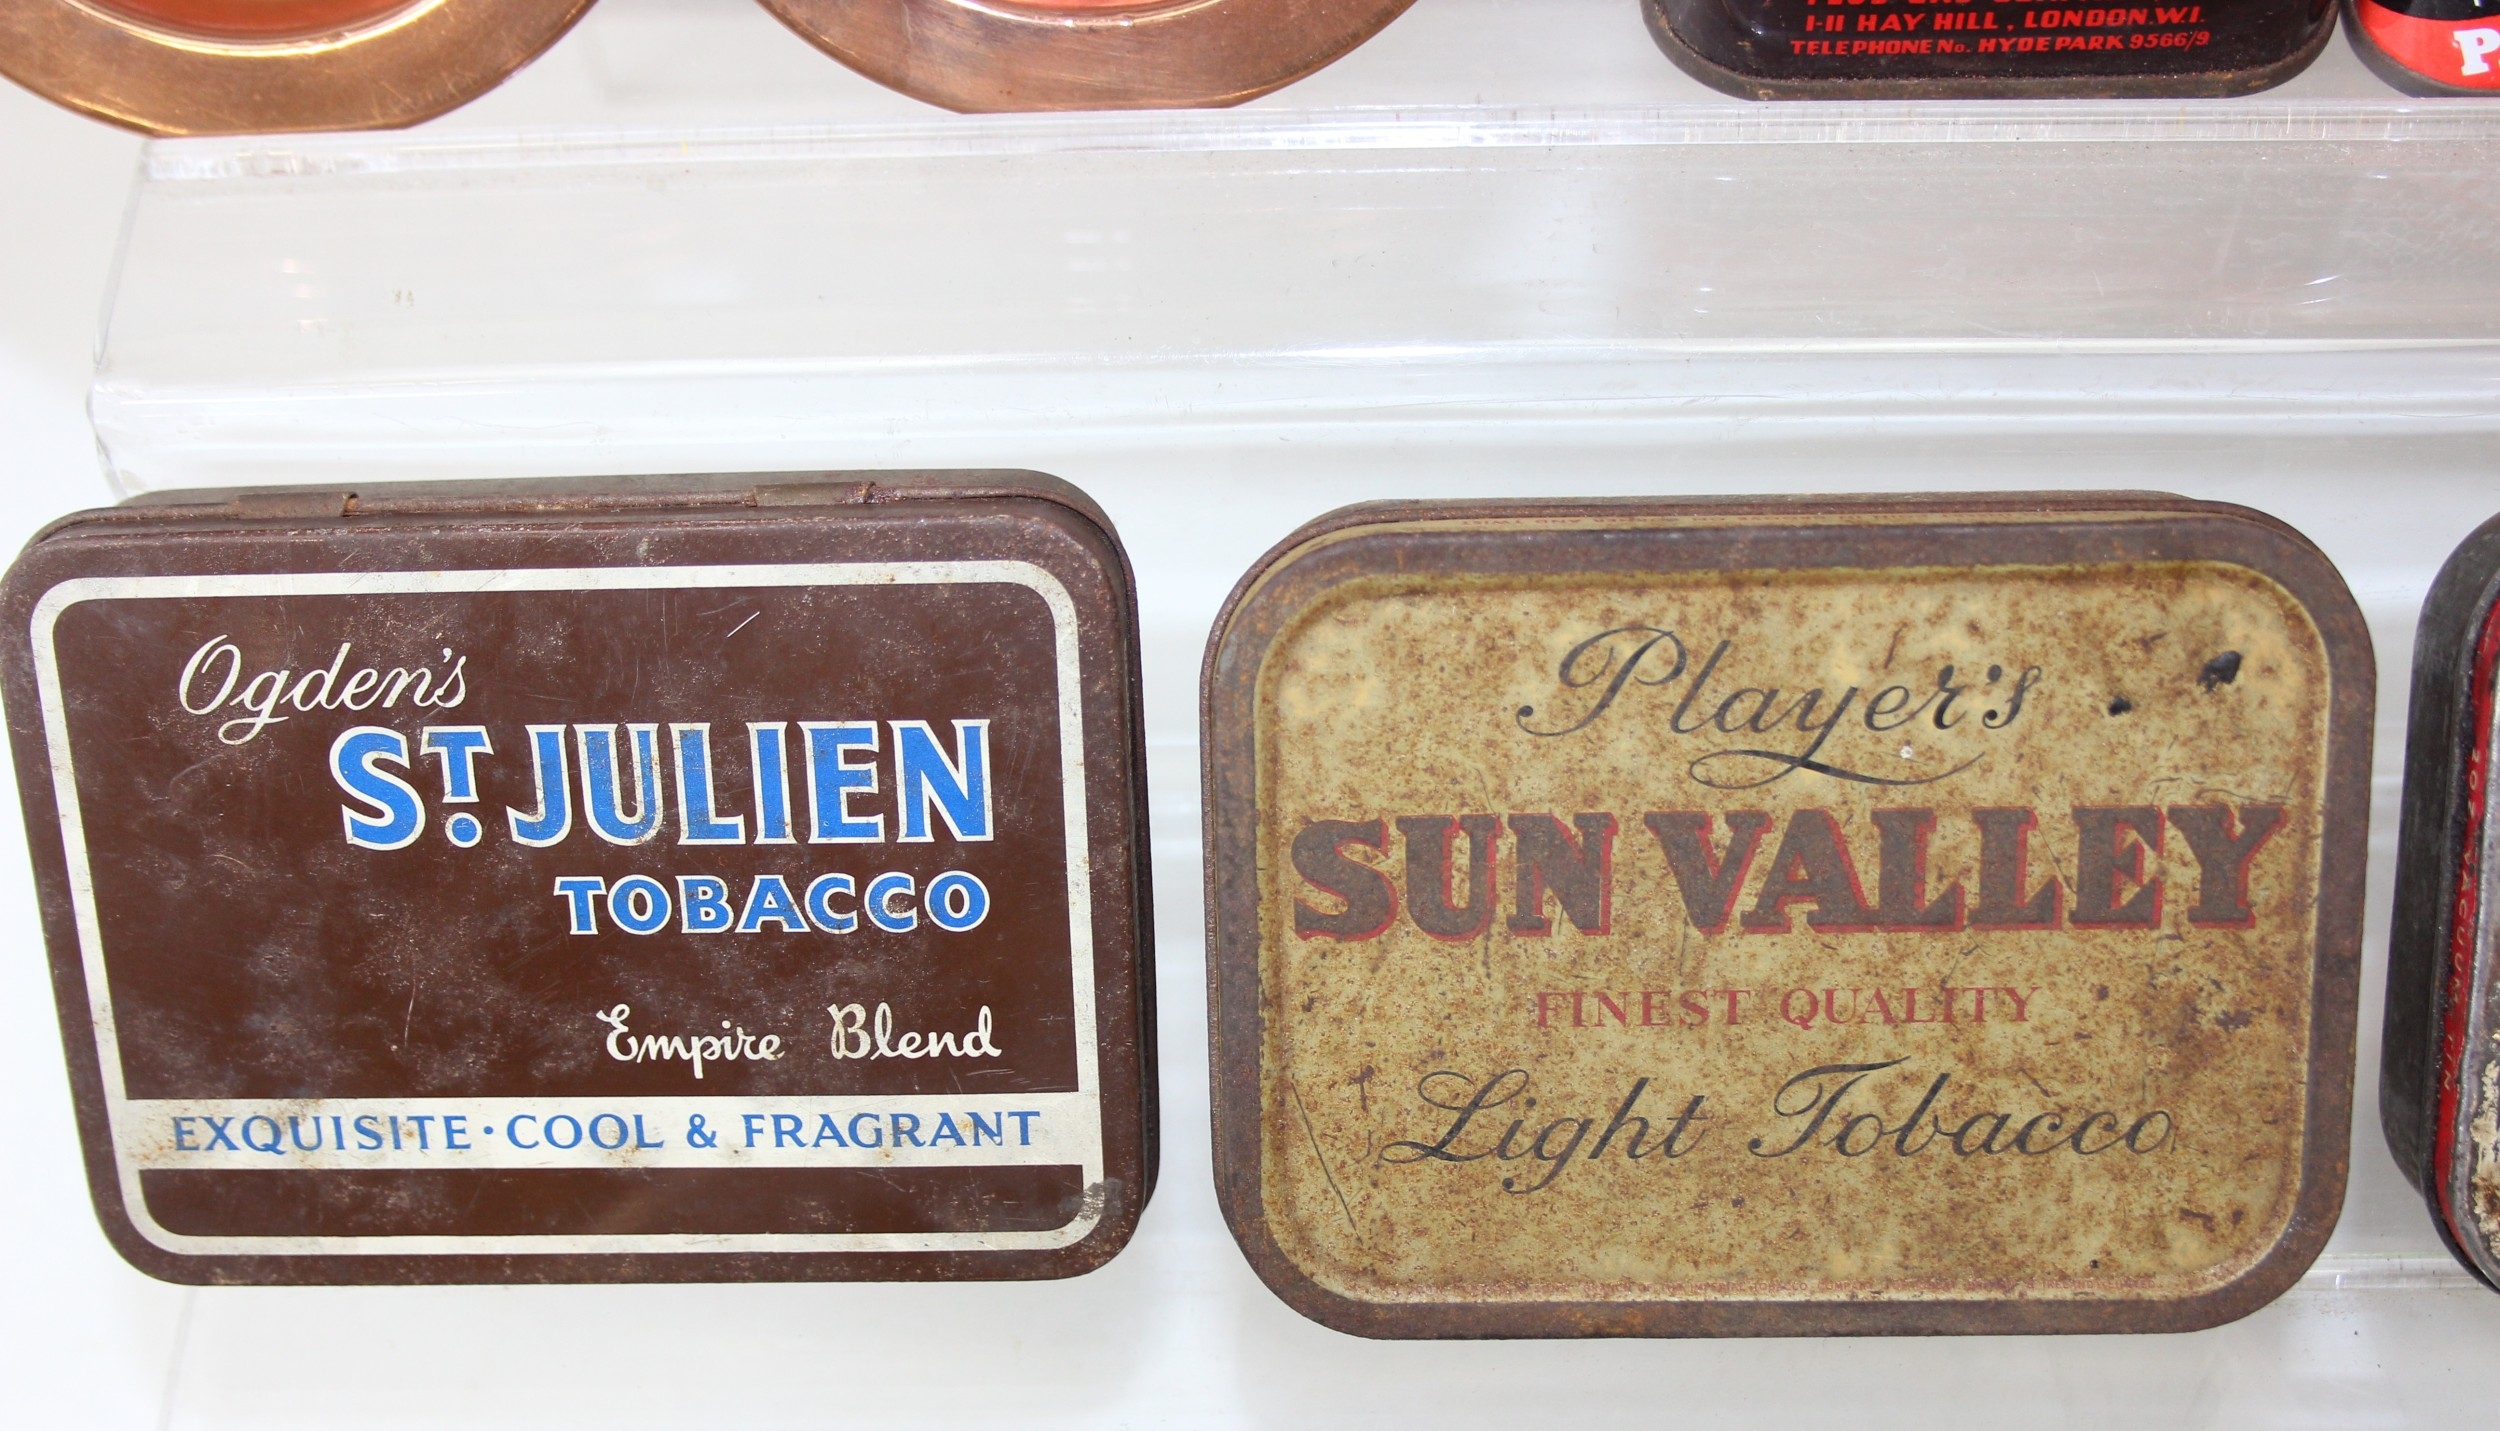 1-11 HAY HILL, LONDON.W.1.
TELEPHONE No. HYDE PARK 9566/9
Ogden's
ST. JULIEN
TOBACCO
Empire Blend
EXQUISITE · COOL & FRAGRANT
Player's
SUN VALLEY
FINEST QUALITY
Light Tobacco